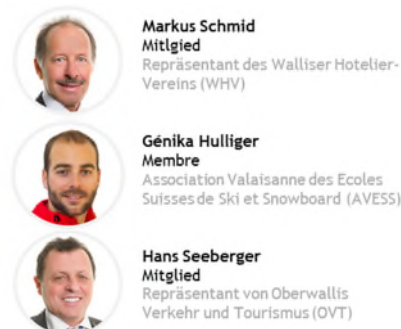 Markus Schmid
Mitlgied
Repräsentant des Walliser Hotelier-
Vereins (WHV)
Génika Hulliger
Membre
Association Valaisanne des Ecoles
Suisses de Ski et Snowboard (AVESS)
Hans Seeberger
Mitglied
Repräsentant von Oberwallis
Verkehr und Tourismus (OVT)